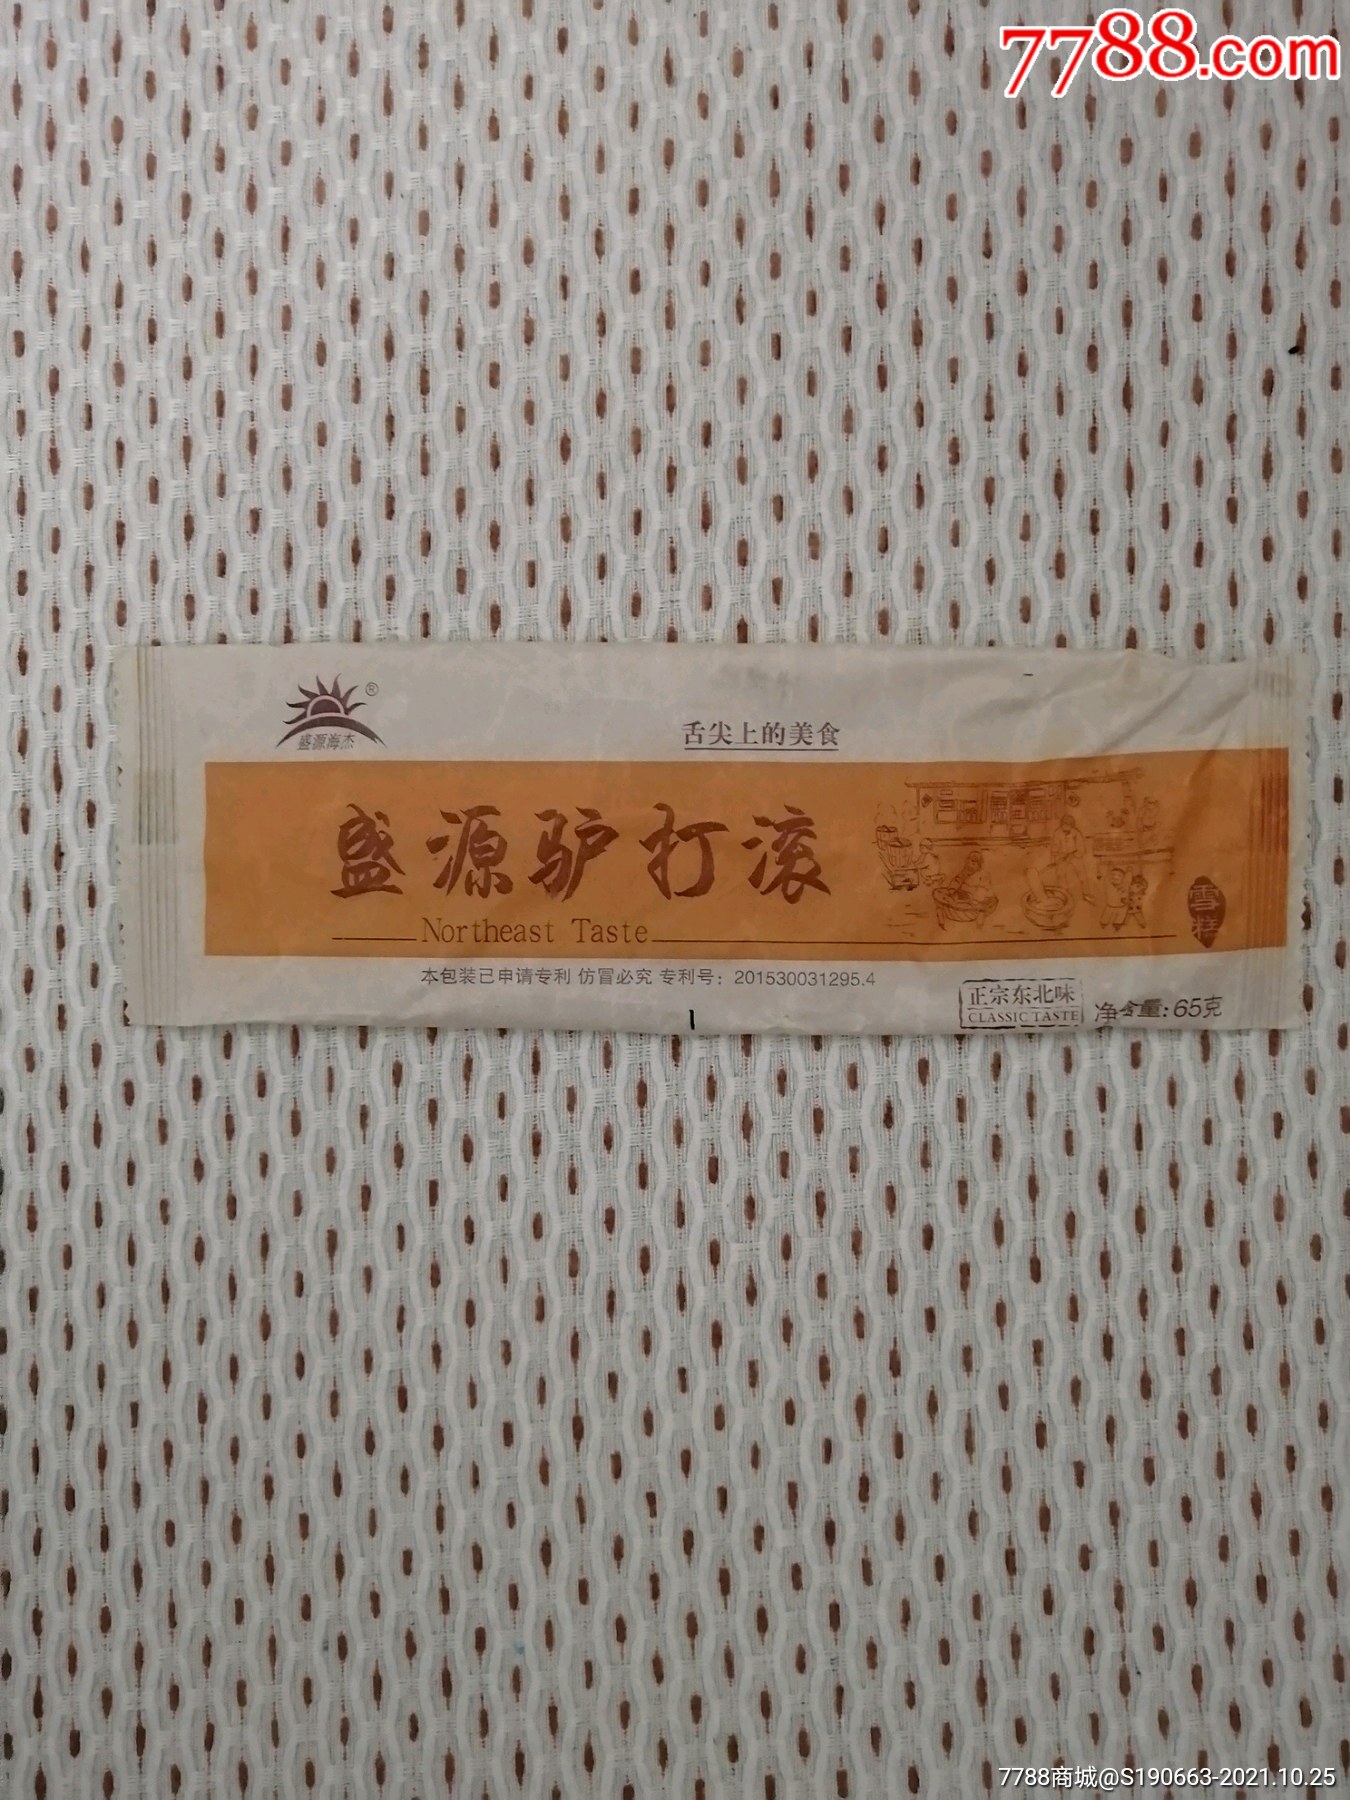 7788.com
盛源海杰
®
舌尖上的美食
盛源驴打滚
Northeast Taste
雪糕
本包装已申请专利 仿冒必究 专利号：201530031295.4
正宗东北味
CLASSIC TASTE
净含量:65克
7788商城@S190663-2021.10.25